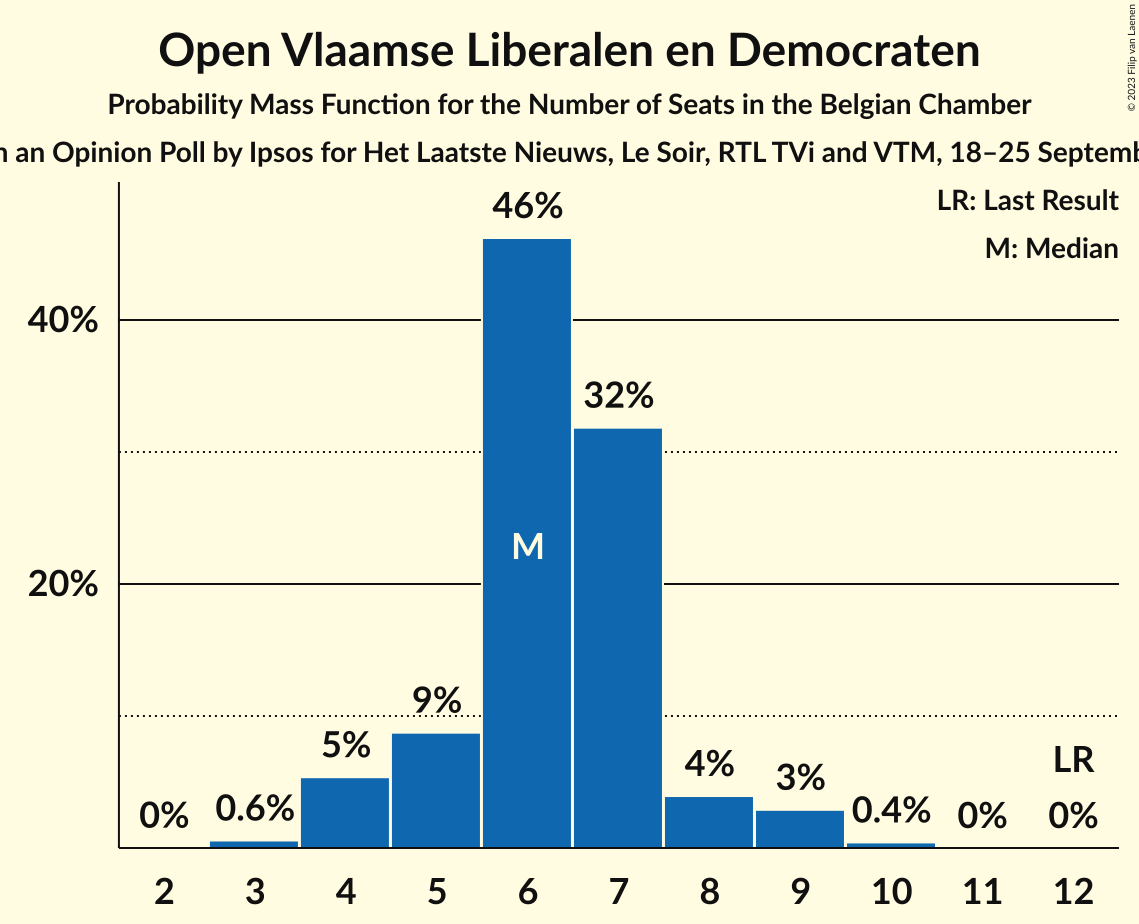 Open Vlaamse Liberalen en Democraten
Probability Mass Function for the Number of Seats in the Belgian Chamber
an Opinion Poll by Ipsos for Het Laatste Nieuws, Le Soir, RTL TVi and VTM, 18–25
© 2023 Filip van Laenen
LR: Last Result
M: Median
46%
40%
32%
M
20%
9%
5%
4%
3%
LR
0%
0.6%
0.4%
0%
0%
2 3 4 5 6 7 8 9 10 11 12